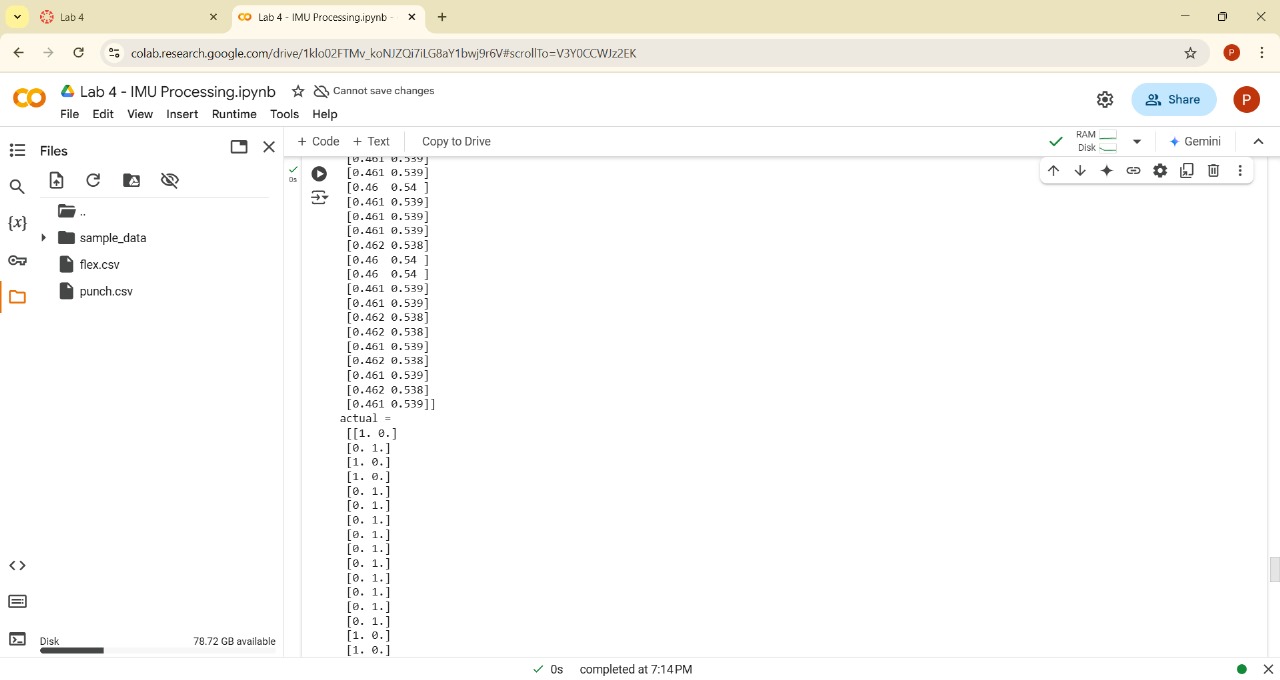 Lab 4
Lab 4 - IMU Processing.ipynb -
colab.research.google.com/drive/1klo02FTMv_koNJZQi7iLG8aY1bwj9r6V#scrollTo=V3Y0CCWJz2EK
P
Lab 4 - IMU Processing.ipynb
Cannot save changes
Share
P
File Edit View Insert Runtime Tools Help
Files
+ Code + Text Copy to Drive
RAM
Disk
Gemini
..
sample_data
flex.csv
punch.csv
{x}
Disk 78.72 GB available
0s
[0.461 0.539]
[0.461 0.539]
[0.46 0.54 ]
[0.461 0.539]
[0.461 0.539]
[0.461 0.539]
[0.462 0.538]
[0.46 0.54 ]
[0.46 0.54 ]
[0.461 0.539]
[0.461 0.539]
[0.462 0.538]
[0.462 0.538]
[0.461 0.539]
[0.462 0.538]
[0.461 0.539]
[0.462 0.538]
[0.461 0.539]]
actual =
[[1. 0.]
[0. 1.]
[1. 0.]
[1. 0.]
[0. 1.]
[0. 1.]
[0. 1.]
[0. 1.]
[0. 1.]
[0. 1.]
[0. 1.]
[0. 1.]
[0. 1.]
[0. 1.]
[1. 0.]
[1. 0.]
0s completed at 7:14 PM